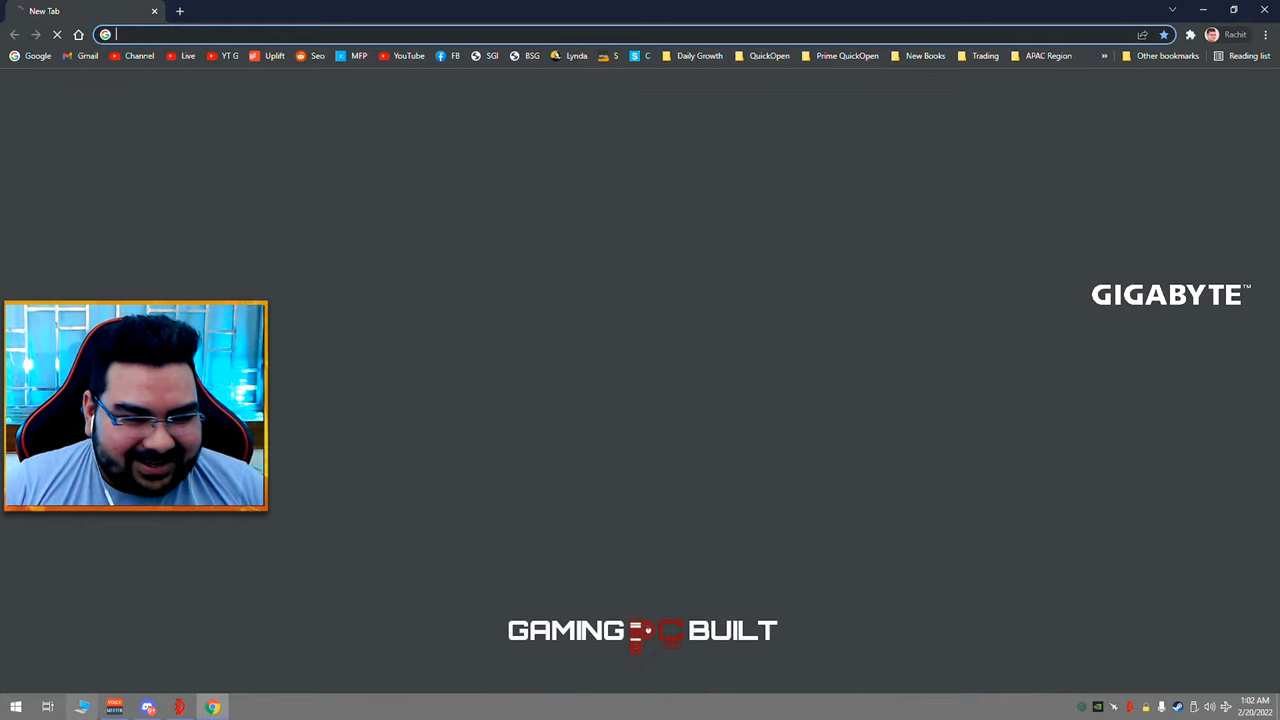 New Tab
Rachit
Google Gmail Channel Live YT G Uplift Seo MFP YouTube FB SGI BSG Lynda S C Daily Growth QuickOpen Prime QuickOpen New Books Trading APAC Region » Other bookmarks Reading list
GIGABYTE™
GAMING PC BUILT
1:02 AM
2/20/2022